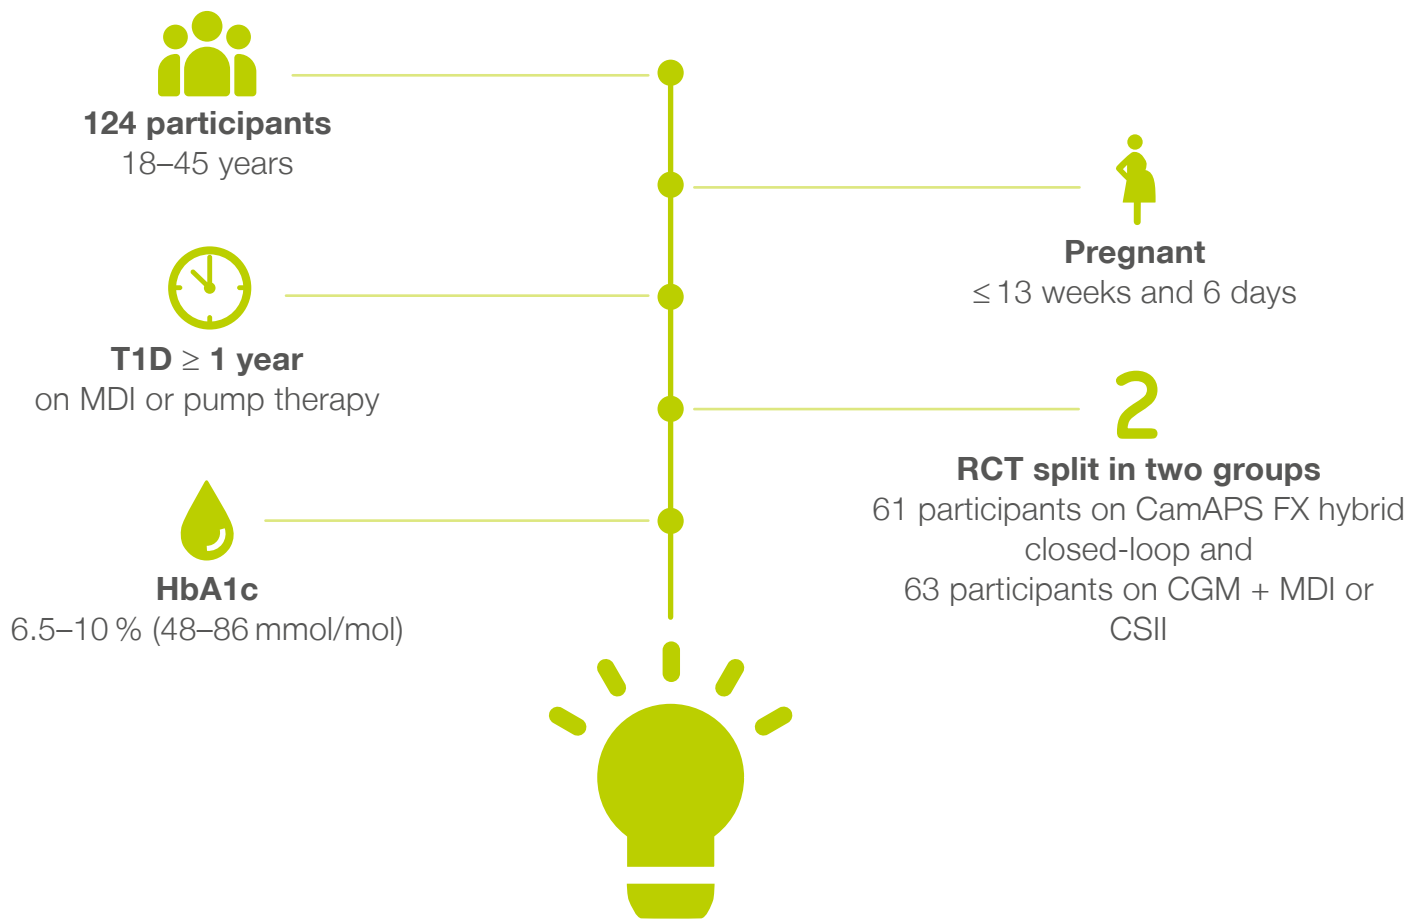 124 participants
18–45 years
Pregnant
≤ 13 weeks and 6 days
T1D ≥ 1 year
on MDI or pump therapy
2
RCT split in two groups
61 participants on CamAPS FX hybrid
closed-loop and
63 participants on CGM + MDI or
CSII
HbA1c
6.5–10 % (48–86 mmol/mol)